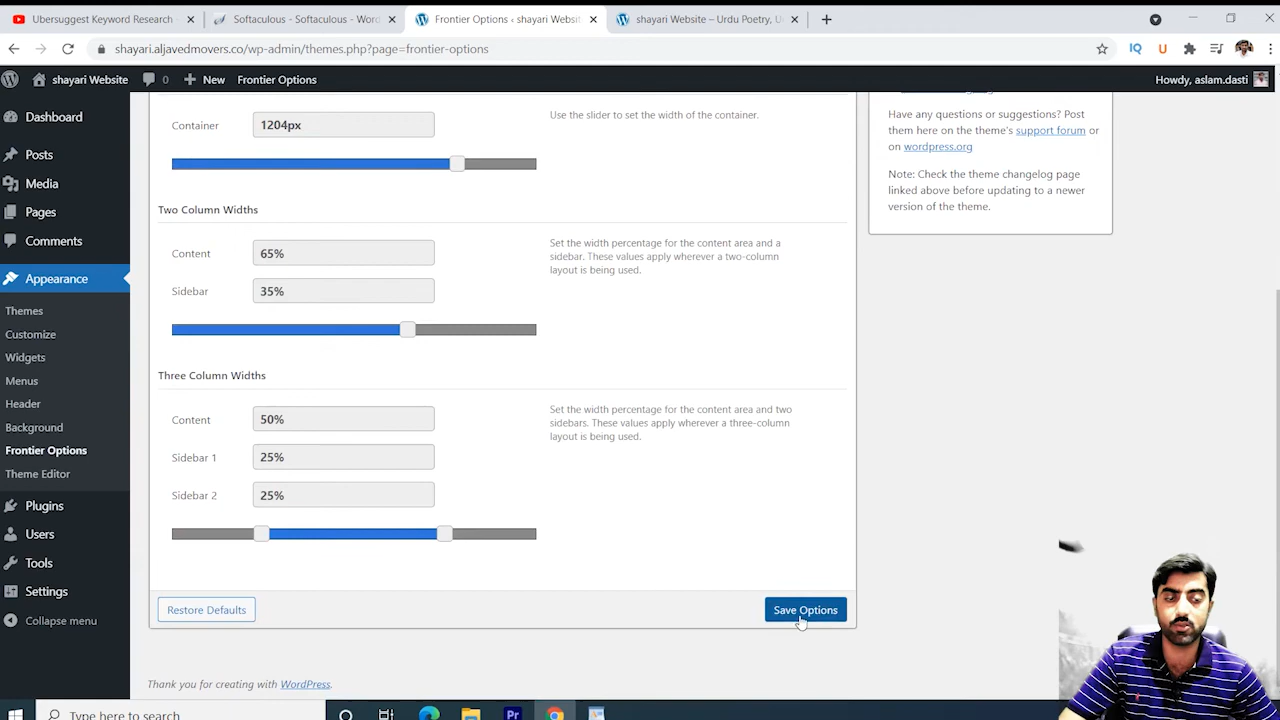 Ubersuggest Keyword Research -
Softaculous - Softaculous - Wor
Frontier Options ‹ shayari Websit
shayari Website – Urdu Poetry, U
shayari.aljavedmovers.co/wp-admin/themes.php?page=frontier-options
shayari Website
0
New
Frontier Options
Howdy, aslam.dasti
Dashboard
Posts
Media
Pages
Comments
Appearance
Themes
Customize
Widgets
Menus
Header
Background
Frontier Options
Theme Editor
Plugins
Users
Tools
Settings
Collapse menu
Container
1204px
Use the slider to set the width of the container.
Two Column Widths
Content
65%
Sidebar
35%
Set the width percentage for the content area and a
sidebar. These values apply wherever a two-column
layout is being used.
Three Column Widths
Content
50%
Sidebar 1
25%
Sidebar 2
25%
Set the width percentage for the content area and two
sidebars. These values apply wherever a three-column
layout is being used.
Restore Defaults
Save Options
Have any questions or suggestions? Post
them here on the theme's support forum or
on wordpress.org
Note: Check the theme changelog page
linked above before updating to a newer
version of the theme.
Thank you for creating with WordPress.
Type here to search